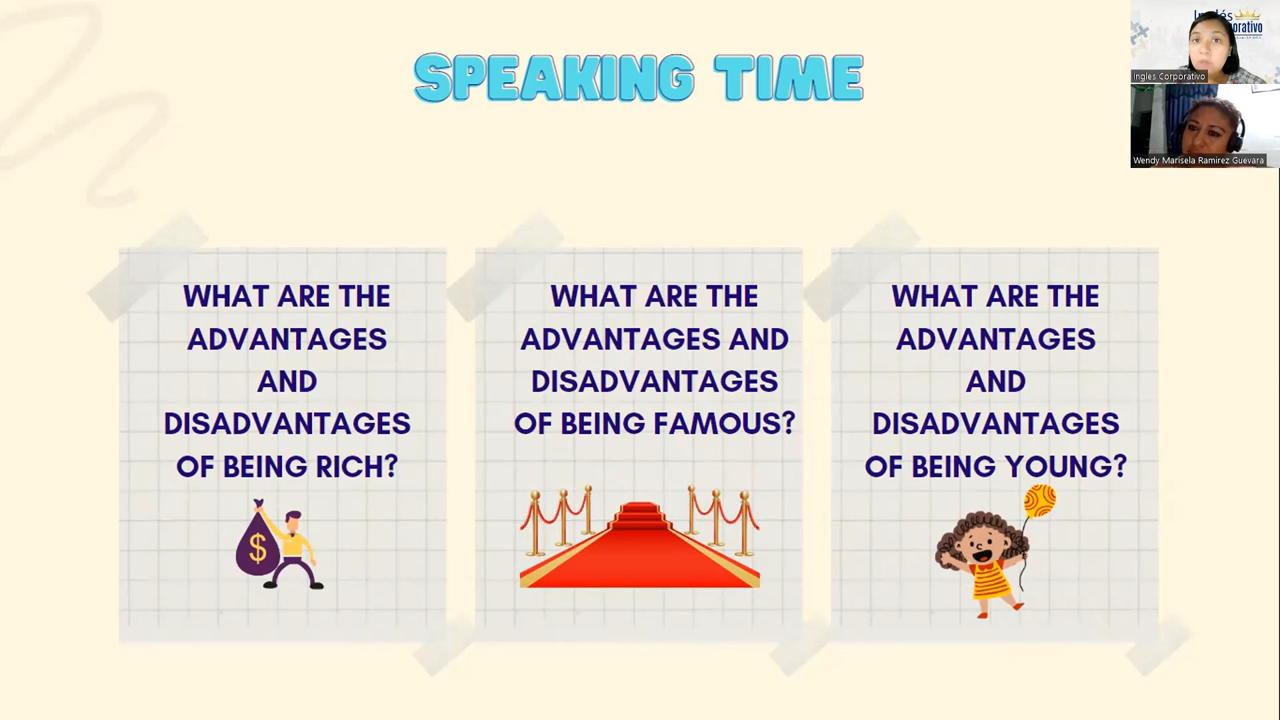 SPEAKING TIME
WHAT ARE THE
ADVANTAGES
AND
DISADVANTAGES
OF BEING RICH?
$
WHAT ARE THE
ADVANTAGES AND
DISADVANTAGES
OF BEING FAMOUS?
WHAT ARE THE
ADVANTAGES
AND
DISADVANTAGES
OF BEING YOUNG?
Ingles Corporativo
Wendy Marisela Ramirez Guevara